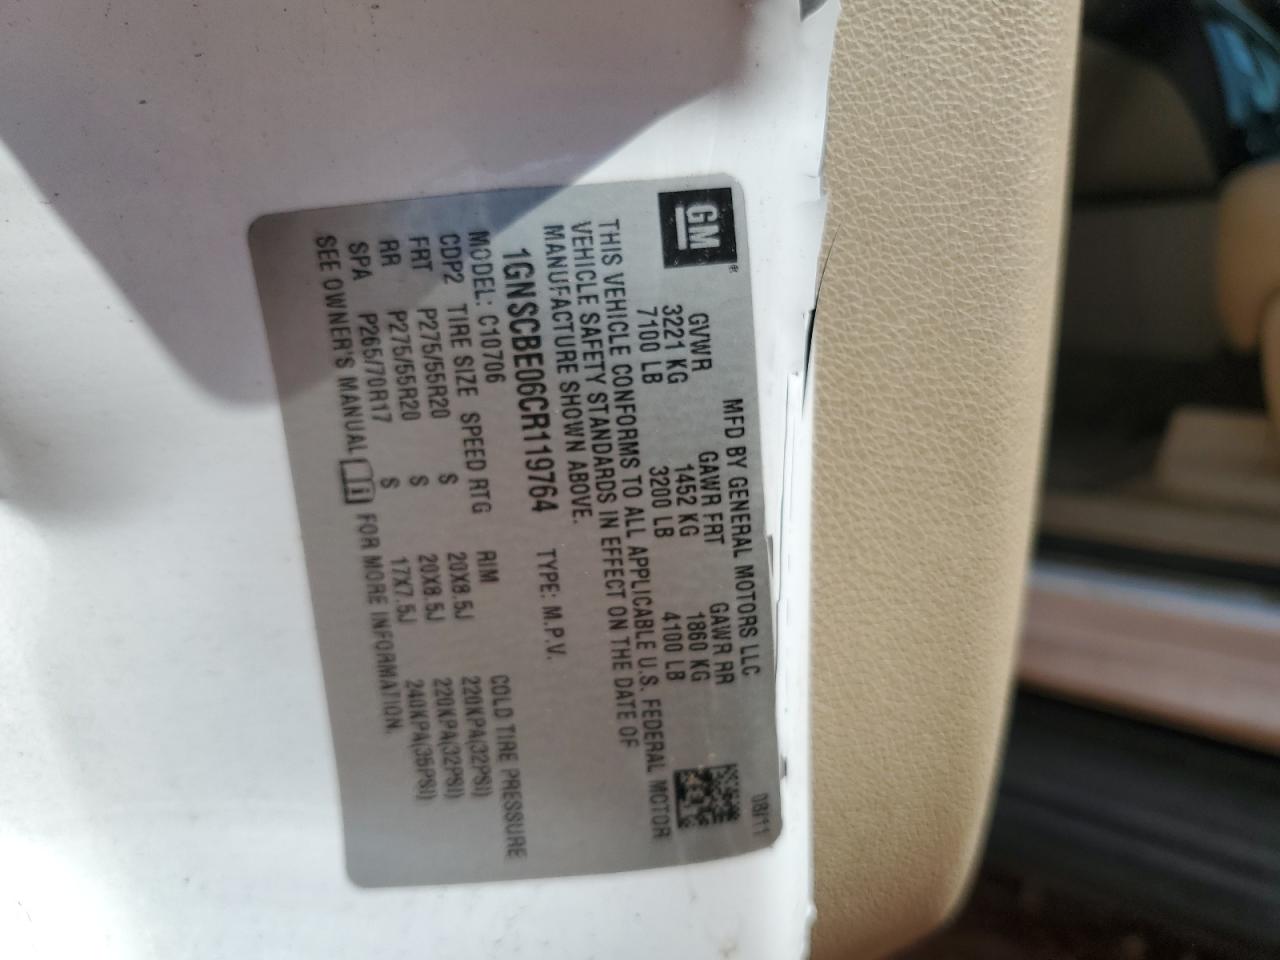 GM
MFD BY GENERAL MOTORS LLC 08/11
GVWR GAWR FRT GAWR RR
3221 KG 1452 KG 1860 KG
7100 LB 3200 LB 4100 LB
THIS VEHICLE CONFORMS TO ALL APPLICABLE U.S. FEDERAL MOTOR
VEHICLE SAFETY STANDARDS IN EFFECT ON THE DATE OF
MANUFACTURE SHOWN ABOVE.
1GNSCBE06CR119764 TYPE: M.P.V.
MODEL: C10706
CDP2 TIRE SIZE SPEED RTG RIM COLD TIRE PRESSURE
FRT P275/55R20 S 20X8.5J 220KPA(32PSI)
RR P275/55R20 S 20X8.5J 220KPA(32PSI)
SPA P265/70R17 S 17X7.5J 240KPA(35PSI)
SEE OWNER'S MANUAL i FOR MORE INFORMATION.